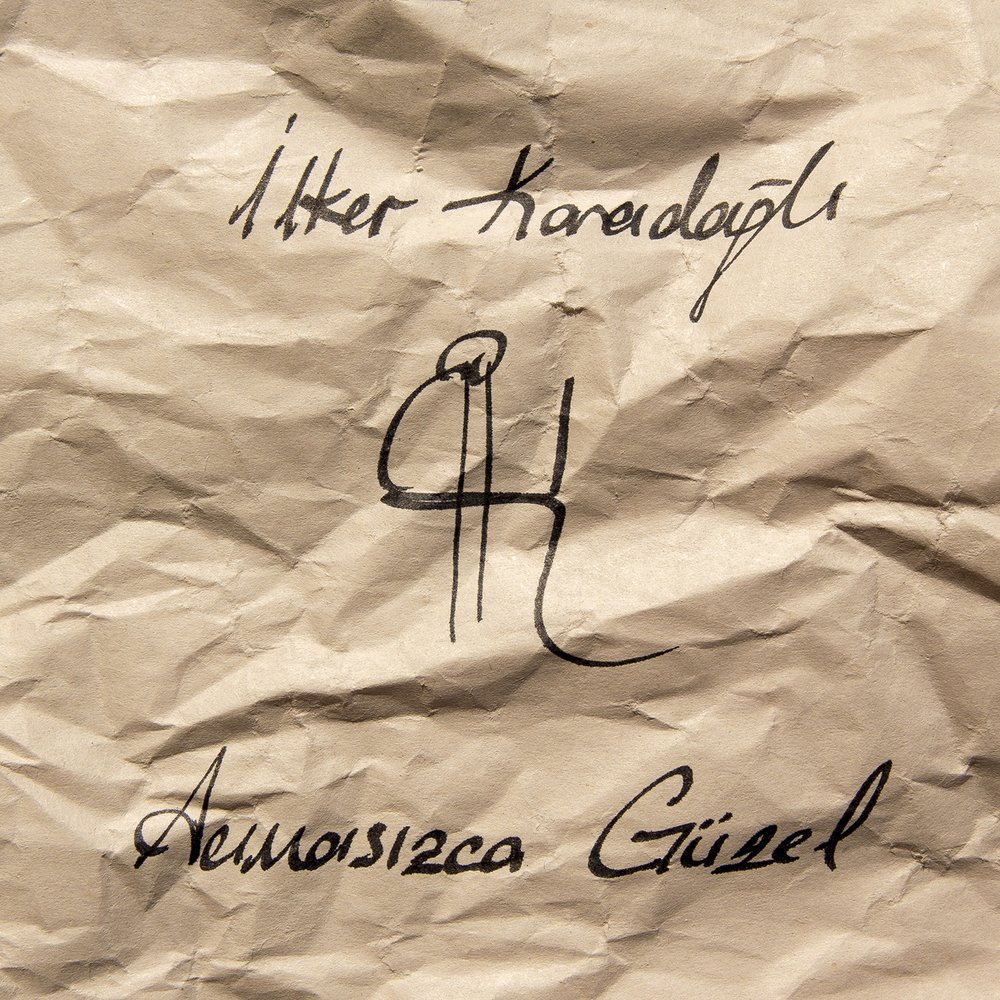 İlker Karadağlı
Acımasızca Güzel